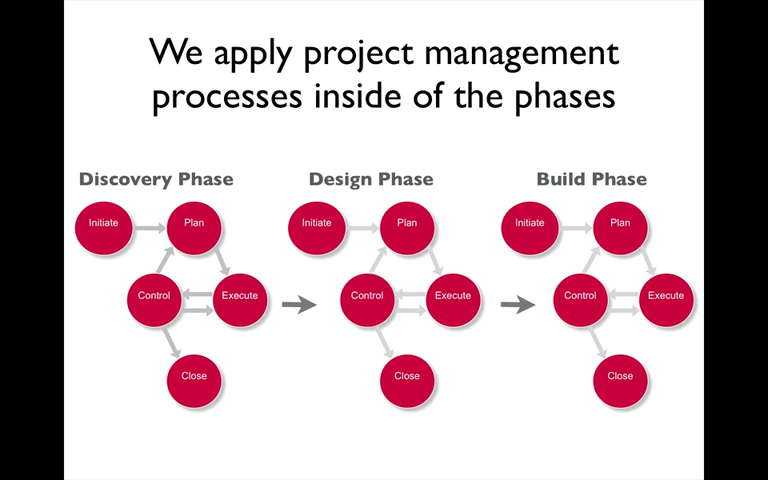 We apply project management
processes inside of the phases
Discovery Phase
Initiate
Plan
Control
Execute
Close
Design Phase
Initiate
Plan
Control
Execute
Close
Build Phase
Initiate
Plan
Control
Execute
Close